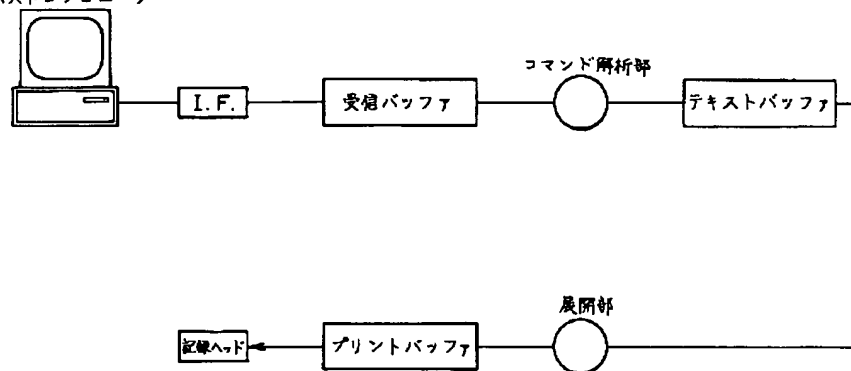 I.F.
受信バッファ
コマンド解析部
テキストバッファ
展開部
記録ヘッド
プリントバッファ